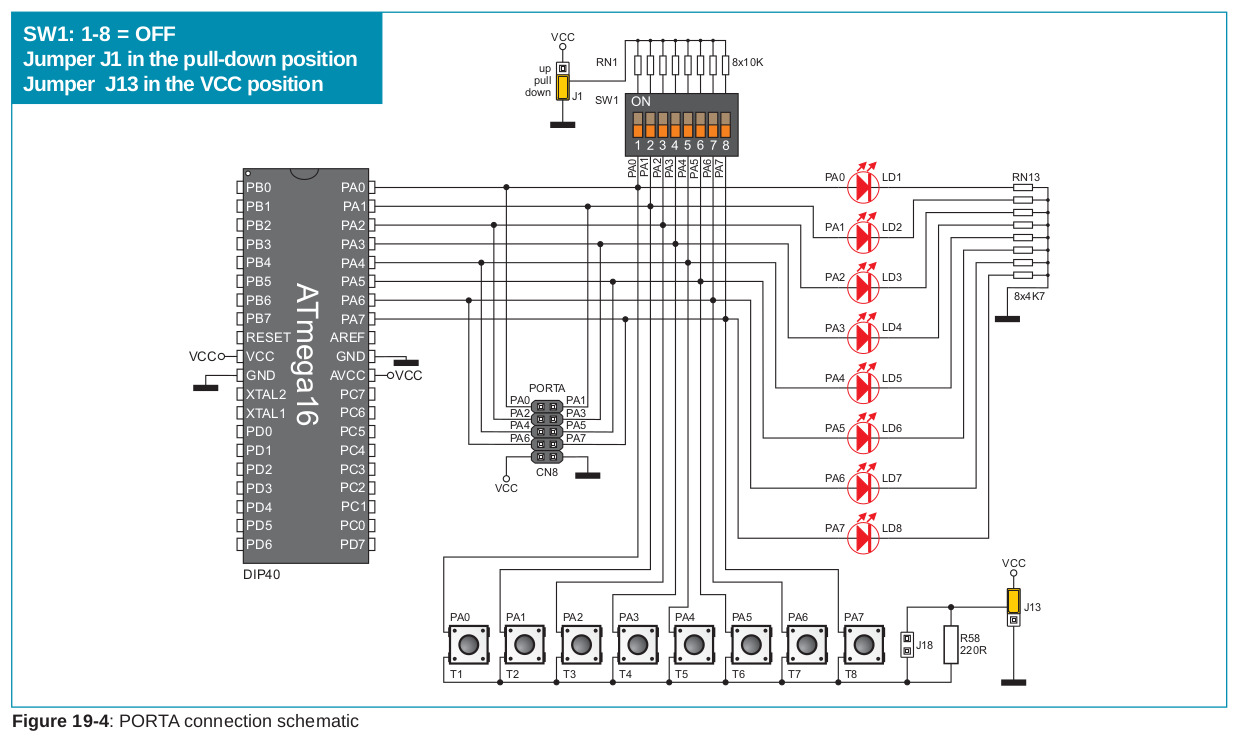 SW1: 1-8 = OFF
Jumper J1 in the pull-down position
Jumper  J13 in the VCC position
VCC
up
pull
down
J1
RN1
8x10K
SW1
ON
1 2 3 4 5 6 7 8
PA0 PA1 PA2 PA3 PA4 PA5 PA6 PA7
PB0 PA0
PB1 PA1
PB2 PA2
PB3 PA3
PB4 PA4
PB5 PA5
PB6 PA6
PB7 PA7
RESET AREF
VCC VCC GND
GND AVCC VCC
XTAL2 PC7
XTAL1 PC6
PD0 PC5
PD1 PC4
PD2 PC3
PD3 PC2
PD4 PC1
PD5 PC0
PD6 PD7
ATmega16
DIP40
PORTA
PA0 PA1
PA2 PA3
PA4 PA5
PA6 PA7
CN8
VCC
PA0 LD1
PA1 LD2
PA2 LD3
PA3 LD4
PA4 LD5
PA5 LD6
PA6 LD7
PA7 LD8
RN13
8x4K7
PA0 PA1 PA2 PA3 PA4 PA5 PA6 PA7
T1 T2 T3 T4 T5 T6 T7 T8
J18
R58
220R
VCC
J13
Figure 19-4: PORTA connection schematic